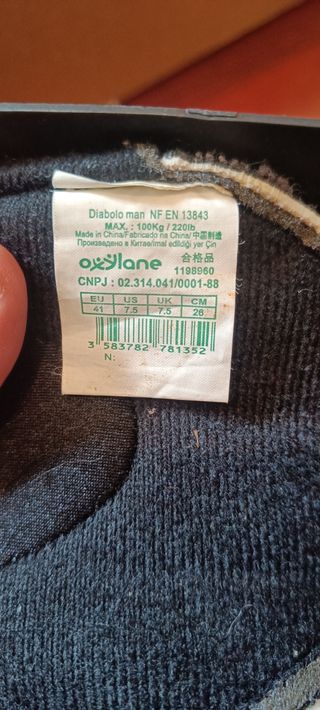 Diabolo man NF EN 13843
MAX. : 100Kg / 220lb
Made in China/Fabricado na China/中国制造
Произведено в Китае/imal edildiği yer Çin
oxylane 合格品
1198960
CNPJ : 02.314.041/0001-88
EU US UK CM
41 7.5 7.5 26
3 583782 781352
N: